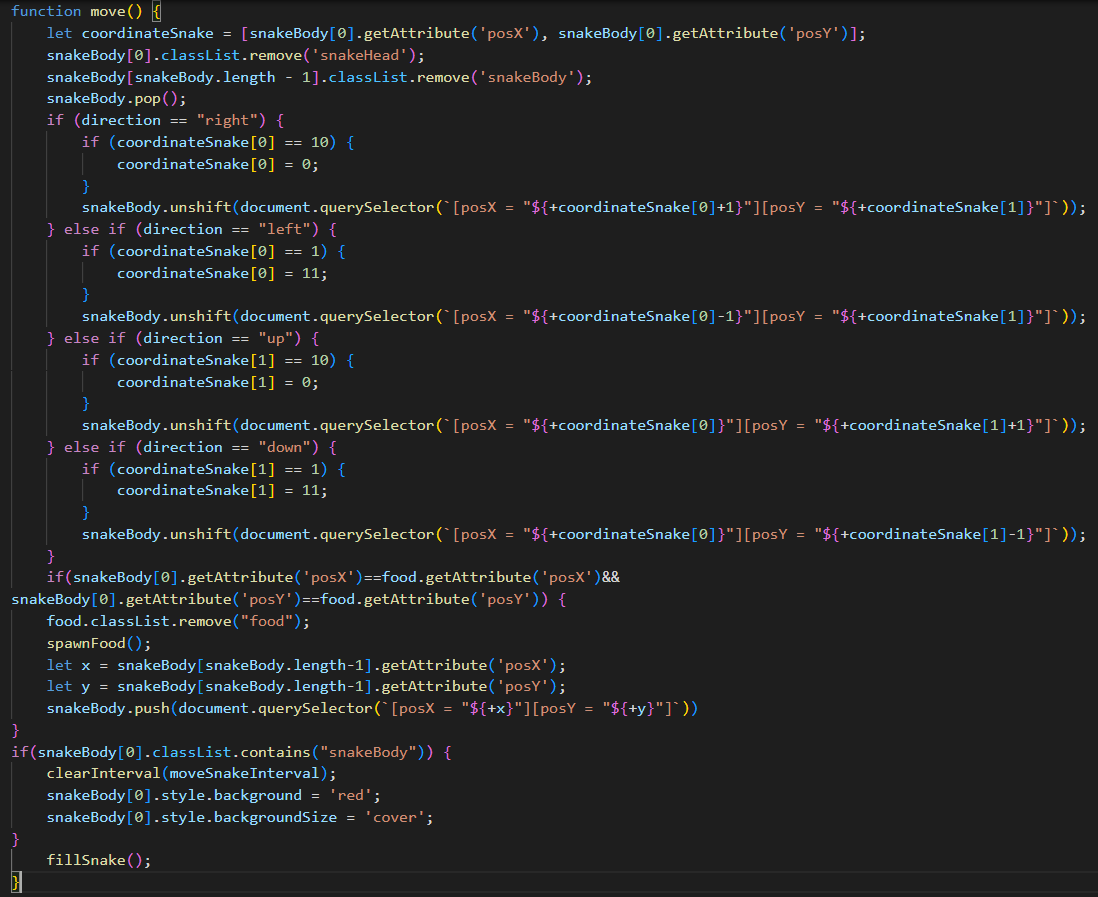 function move() {
    let coordinateSnake = [snakeBody[0].getAttribute('posX'), snakeBody[0].getAttribute('posY')];
    snakeBody[0].classList.remove('snakeHead');
    snakeBody[snakeBody.length - 1].classList.remove('snakeBody');
    snakeBody.pop();
    if (direction == "right") {
        if (coordinateSnake[0] == 10) {
            coordinateSnake[0] = 0;
        }
        snakeBody.unshift(document.querySelector(`[posX = "${+coordinateSnake[0]+1}"][posY = "${+coordinateSnake[1]}"]`));
    } else if (direction == "left") {
        if (coordinateSnake[0] == 1) {
            coordinateSnake[0] = 11;
        }
        snakeBody.unshift(document.querySelector(`[posX = "${+coordinateSnake[0]-1}"][posY = "${+coordinateSnake[1]}"]`));
    } else if (direction == "up") {
        if (coordinateSnake[1] == 10) {
            coordinateSnake[1] = 0;
        }
        snakeBody.unshift(document.querySelector(`[posX = "${+coordinateSnake[0]}"][posY = "${+coordinateSnake[1]+1}"]`));
    } else if (direction == "down") {
        if (coordinateSnake[1] == 1) {
            coordinateSnake[1] = 11;
        }
        snakeBody.unshift(document.querySelector(`[posX = "${+coordinateSnake[0]}"][posY = "${+coordinateSnake[1]-1}"]`));
    }
    if(snakeBody[0].getAttribute('posX')==food.getAttribute('posX')&&
snakeBody[0].getAttribute('posY')==food.getAttribute('posY')) {
    food.classList.remove("food");
    spawnFood();
    let x = snakeBody[snakeBody.length-1].getAttribute('posX');
    let y = snakeBody[snakeBody.length-1].getAttribute('posY');
    snakeBody.push(document.querySelector(`[posX = "${+x}"][posY = "${+y}"]`))
}
if(snakeBody[0].classList.contains("snakeBody")) {
    clearInterval(moveSnakeInterval);
    snakeBody[0].style.background = 'red';
    snakeBody[0].style.backgroundSize = 'cover';
}
    fillSnake();
}